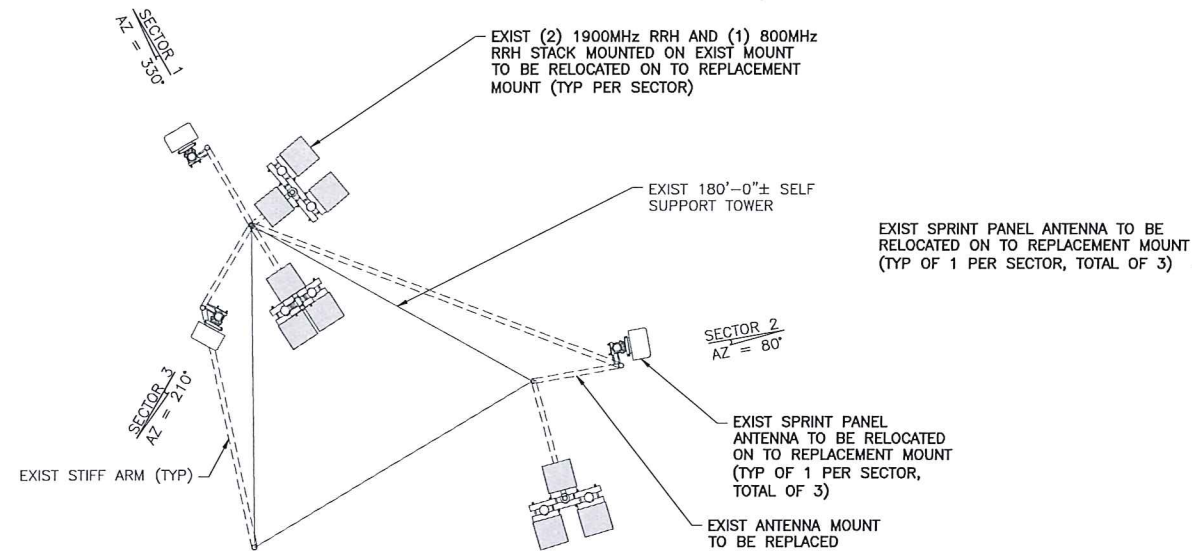 SECTOR 1
AZ = 330°
EXIST (2) 1900MHz RRH AND (1) 800MHz
RRH STACK MOUNTED ON EXIST MOUNT
TO BE RELOCATED ON TO REPLACEMENT
MOUNT (TYP PER SECTOR)
EXIST 180'-0"± SELF
SUPPORT TOWER
EXIST SPRINT PANEL ANTENNA TO BE
RELOCATED ON TO REPLACEMENT MOUNT
(TYP OF 1 PER SECTOR, TOTAL OF 3)
SECTOR 2
AZ = 80°
SECTOR 3
AZ = 210°
EXIST STIFF ARM (TYP)
EXIST SPRINT PANEL
ANTENNA TO BE RELOCATED
ON TO REPLACEMENT MOUNT
(TYP OF 1 PER SECTOR,
TOTAL OF 3)
EXIST ANTENNA MOUNT
TO BE REPLACED